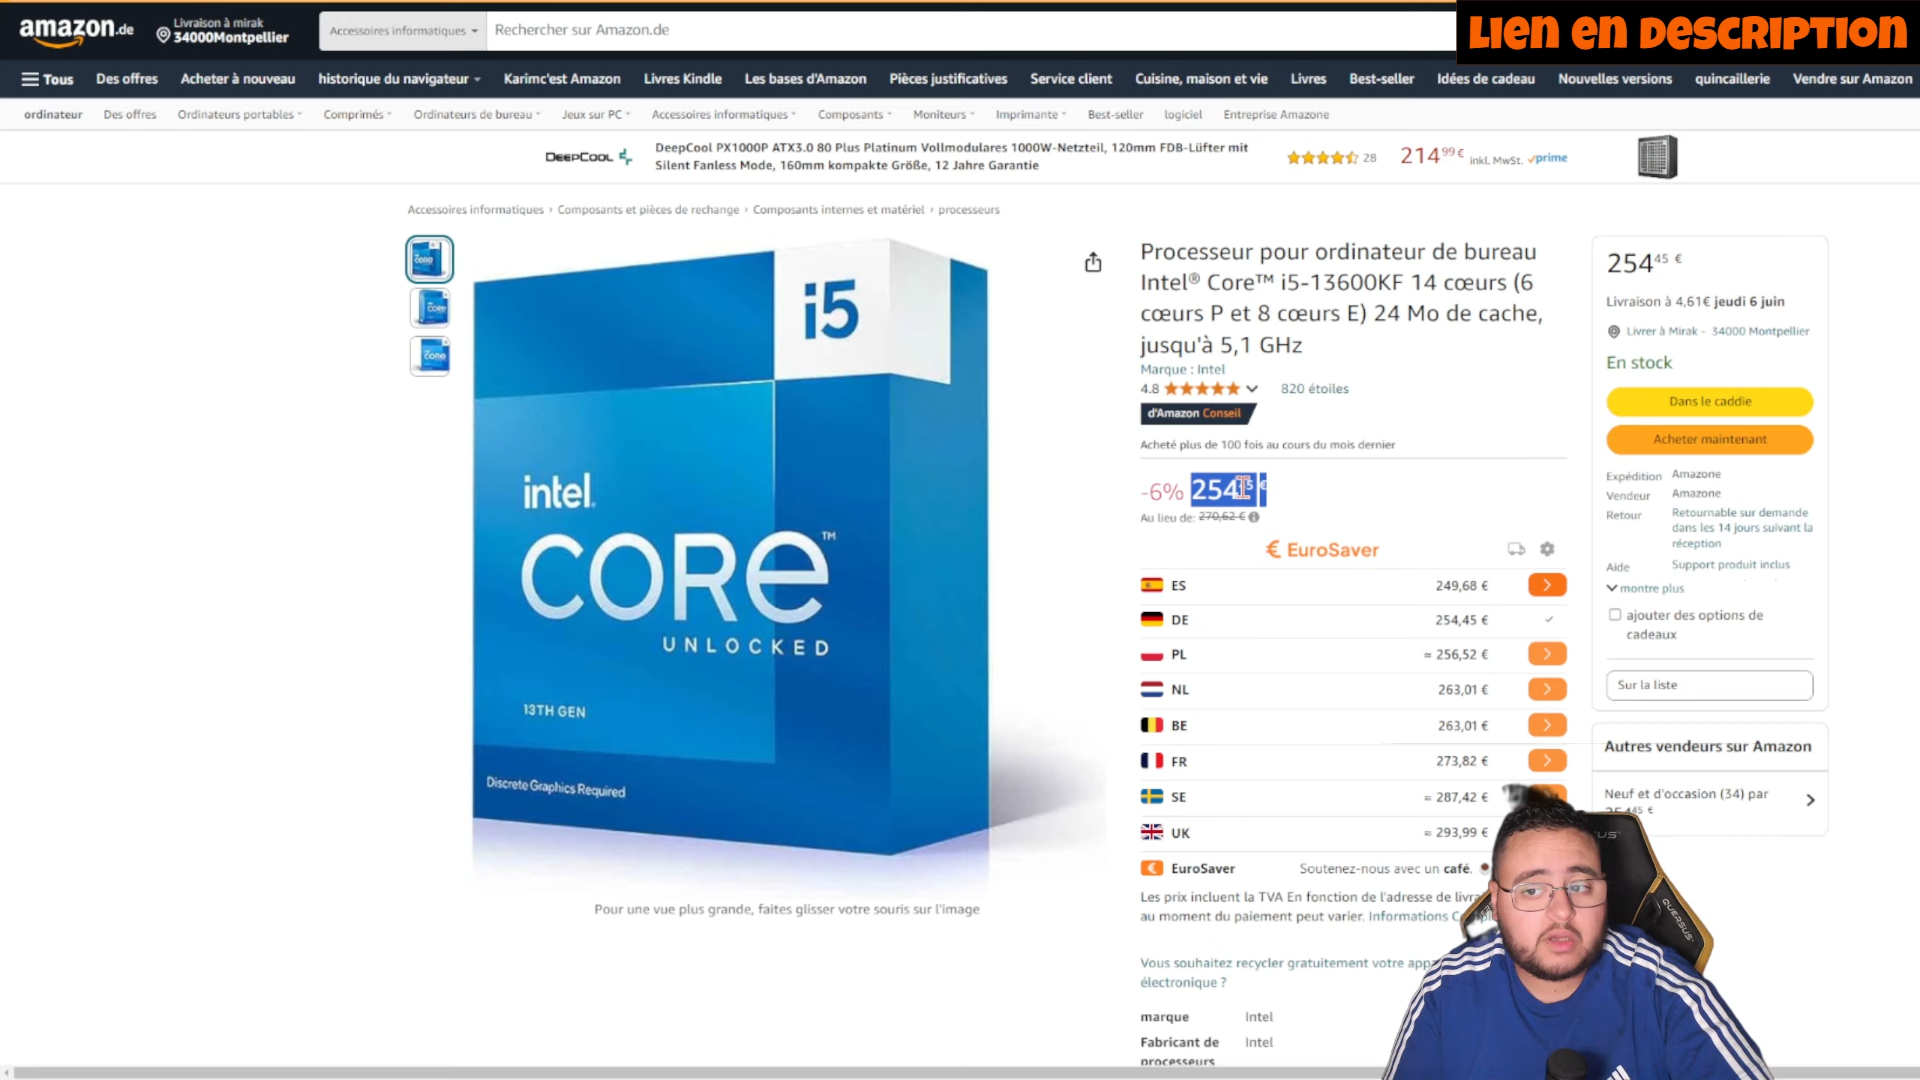 amazon.de
Livraison à mirak
34000Montpellier
Accessoires informatiques
Rechercher sur Amazon.de
Lien en description
Tous
Des offres
Acheter à nouveau
historique du navigateur
Karimc'est Amazon
Livres Kindle
Les bases d'Amazon
Pièces justificatives
Service client
Cuisine, maison et vie
Livres
Best-seller
Idées de cadeau
Nouvelles versions
quincaillerie
Vendre sur Amazon
ordinateur
Des offres
Ordinateurs portables
Comprimés
Ordinateurs de bureau
Jeux sur PC
Accessoires informatiques
Composants
Moniteurs
Imprimante
Best-seller
logiciel
Entreprise Amazone
DEEPCOOL
DeepCool PX1000P ATX3.0 80 Plus Platinum Vollmodulares 1000W-Netzteil, 120mm FDB-Lüfter mit
Silent Fanless Mode, 160mm kompakte Größe, 12 Jahre Garantie
28
214 99 €
inkl. MwSt.
prime
Accessoires informatiques › Composants et pièces de rechange › Composants internes et matériel › processeurs
i5
intel.
CORE™
UNLOCKED
13TH GEN
Discrete Graphics Required
Pour une vue plus grande, faites glisser votre souris sur l'image
Processeur pour ordinateur de bureau
Intel® Core™ i5-13600KF 14 cœurs (6
cœurs P et 8 cœurs E) 24 Mo de cache,
jusqu'à 5,1 GHz
Marque : Intel
4.8
820 étoiles
d'Amazon Conseil
Acheté plus de 100 fois au cours du mois dernier
-6% 254 45 €
Au lieu de: 270,62 €
€ EuroSaver
ES 249,68 €
DE 254,45 €
PL ≈ 256,52 €
NL 263,01 €
BE 263,01 €
FR 273,82 €
SE ≈ 287,42 €
UK ≈ 293,99 €
€ EuroSaver
Soutenez-nous avec un café.
Les prix incluent la TVA En fonction de l'adresse de
au moment du paiement peut varier. Informations
Vous souhaitez recycler gratuitement votre
électronique ?
marque Intel
Fabricant de Intel
processeurs
254 45 €
Livraison à 4,61€ jeudi 6 juin
Livrer à Mirak - 34000 Montpellier
En stock
Dans le caddie
Acheter maintenant
Expédition Amazone
Vendeur Amazone
Retour Retournable sur demande
dans les 14 jours suivant la
réception
Aide Support produit inclus
montre plus
ajouter des options de
cadeaux
Sur la liste
Autres vendeurs sur Amazon
Neuf et d'occasion (34) par
QUERSUS